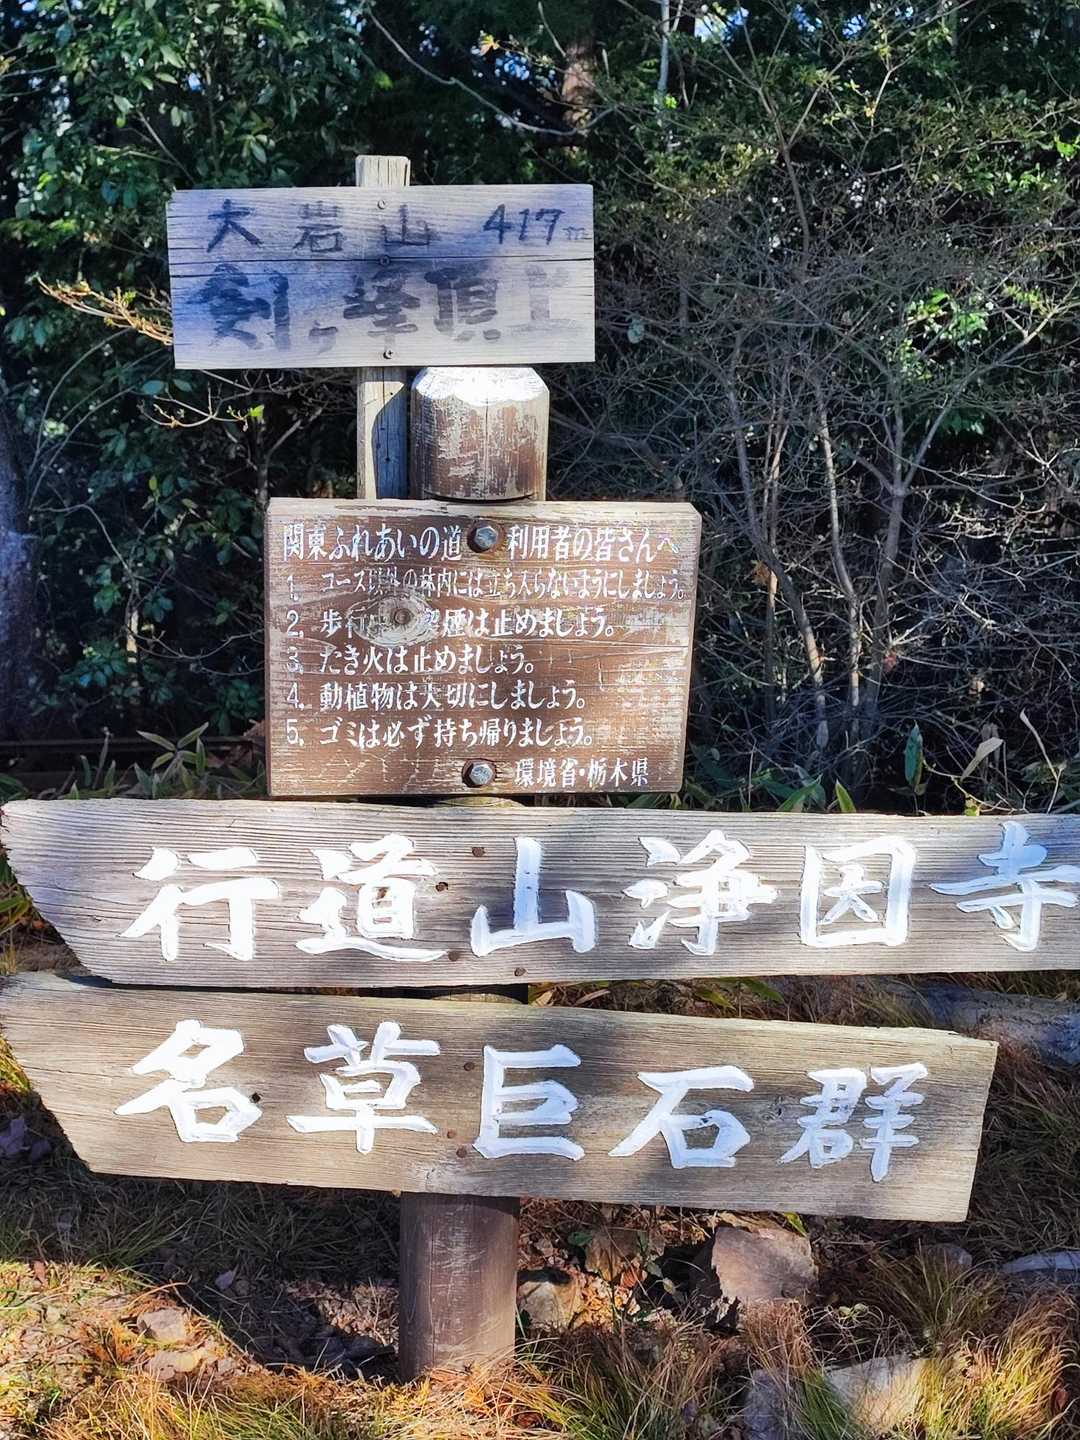 大岩山 417m
剣ヶ峰頂上
関東ふれあいの道 利用者の皆さんへ
1. コース以外の林内には立ち入らないようにしましょう。
2. 歩行 煙は止めましょう。
3. たき火は止めましょう。
4. 動植物は大切にしましょう。
5. ゴミは必ず持ち帰りましょう。
環境省・栃木県
行道山浄因寺
名草巨石群